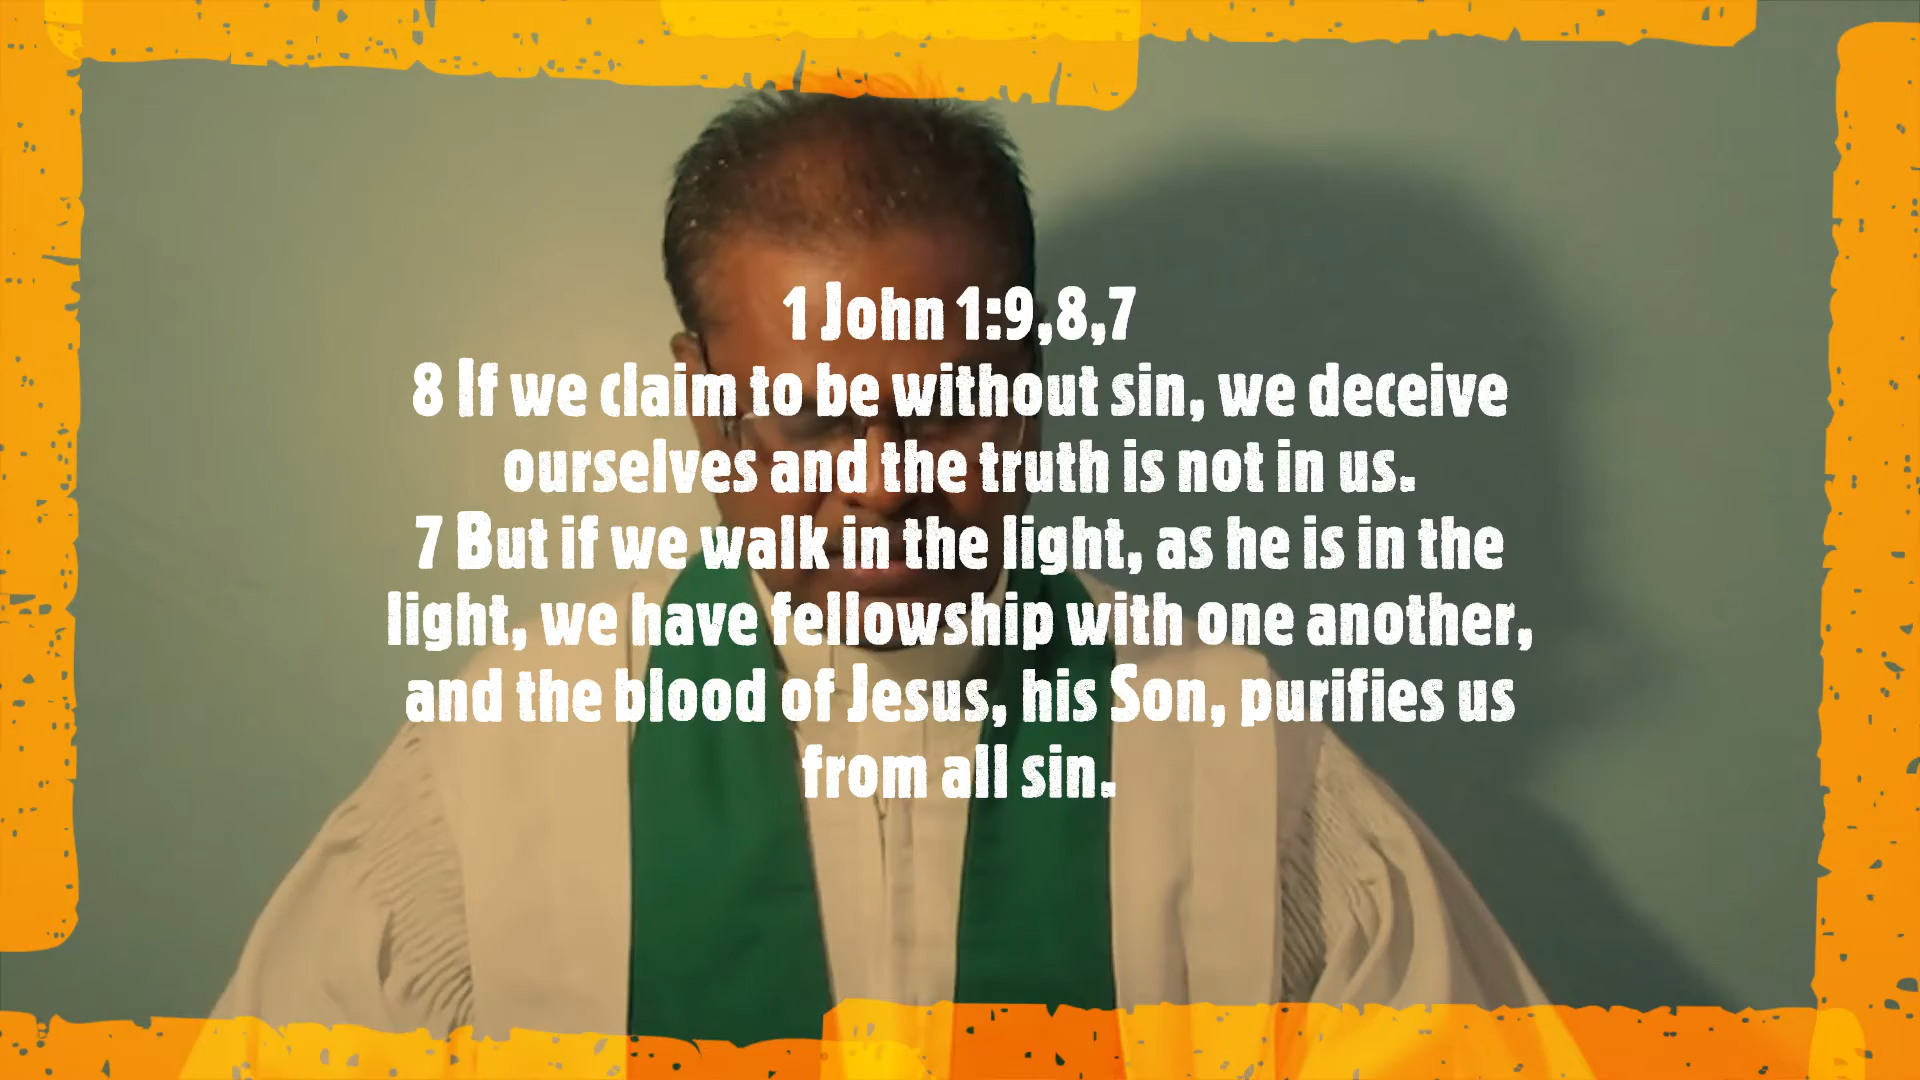 1 John 1:9,8,7
8 If we claim to be without sin, we deceive
ourselves and the truth is not in us.
7 But if we walk in the light, as he is in the
light, we have fellowship with one another,
and the blood of Jesus, his Son, purifies us
from all sin.